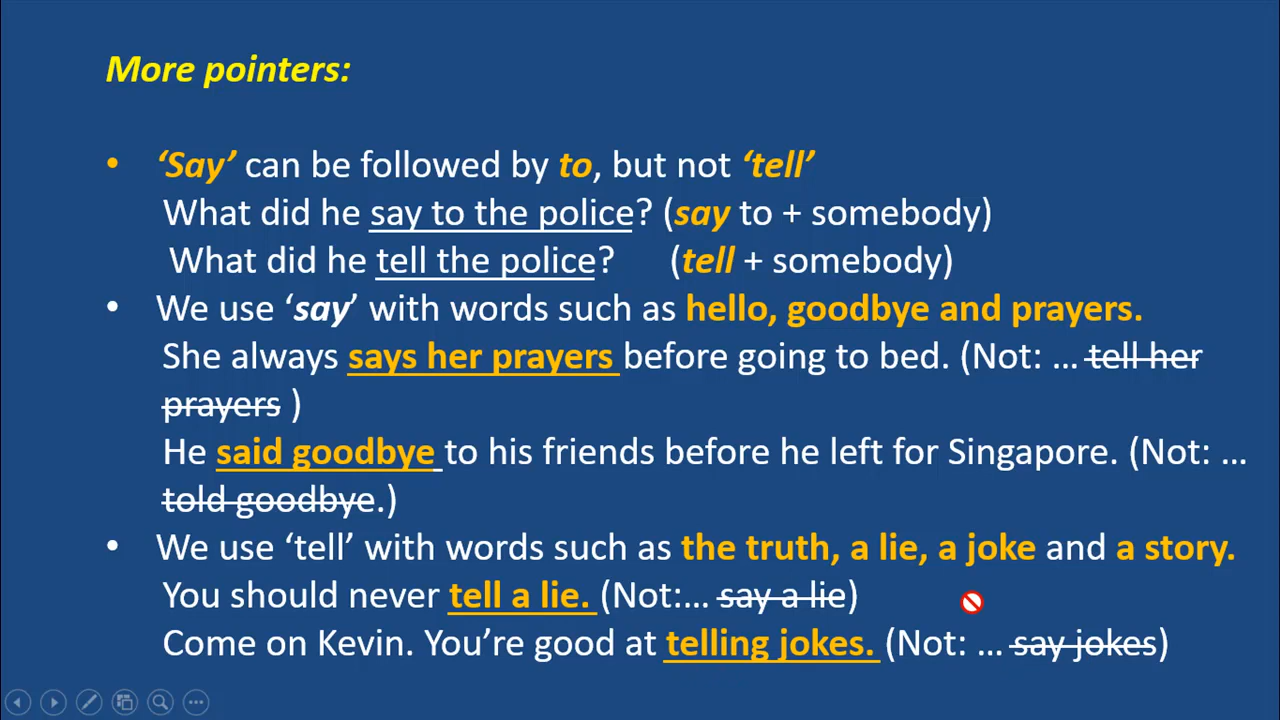 More pointers:
• ‘Say’ can be followed by to, but not ‘tell’
What did he say to the police? (say to + somebody)
What did he tell the police? (tell + somebody)
• We use ‘say’ with words such as hello, goodbye and prayers.
She always says her prayers before going to bed. (Not: ... tell her
prayers )
He said goodbye to his friends before he left for Singapore. (Not: ...
told goodbye.)
• We use ‘tell’ with words such as the truth, a lie, a joke and a story.
You should never tell a lie. (Not:... say a lie)
Come on Kevin. You’re good at telling jokes. (Not: ... say jokes)